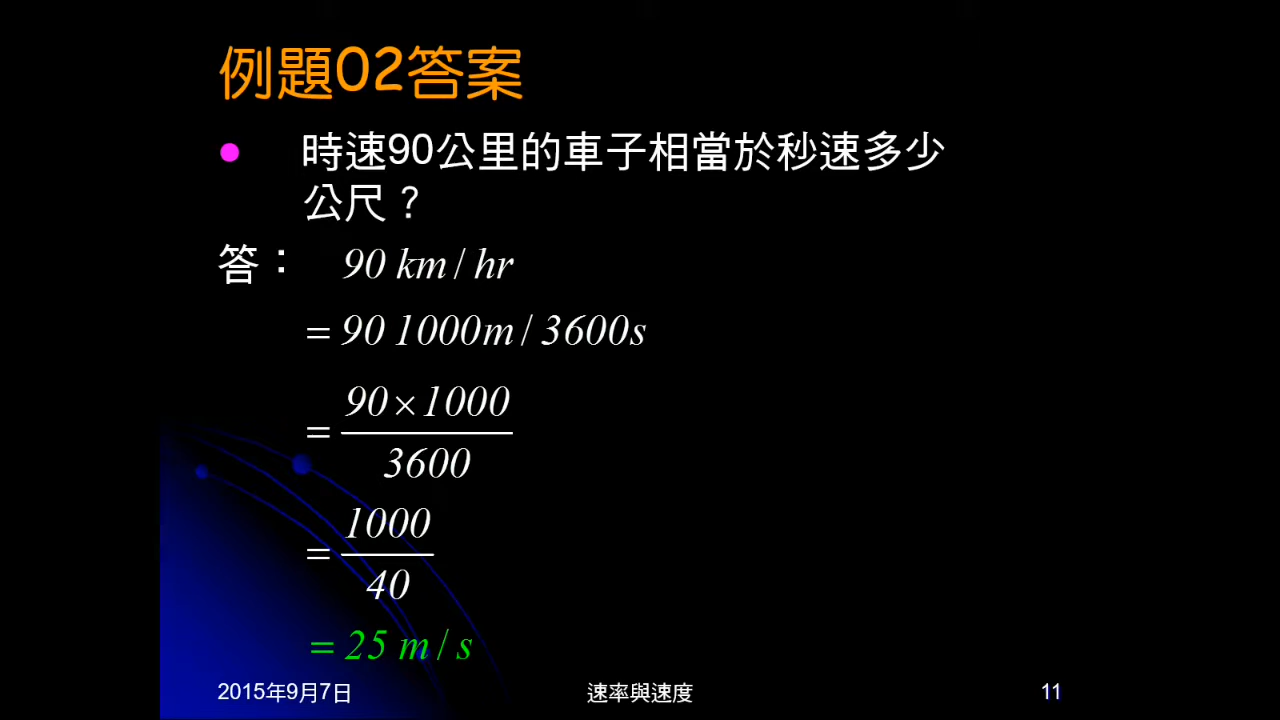 例題02答案
● 時速90公里的車子相當於秒速多少
公尺？
答： 90 km / hr
= 90 1000m / 3600s
= \frac{90 × 1000}{3600}
= \frac{1000}{40}
= 25 m / s
2015年9月7日 速率與速度 11